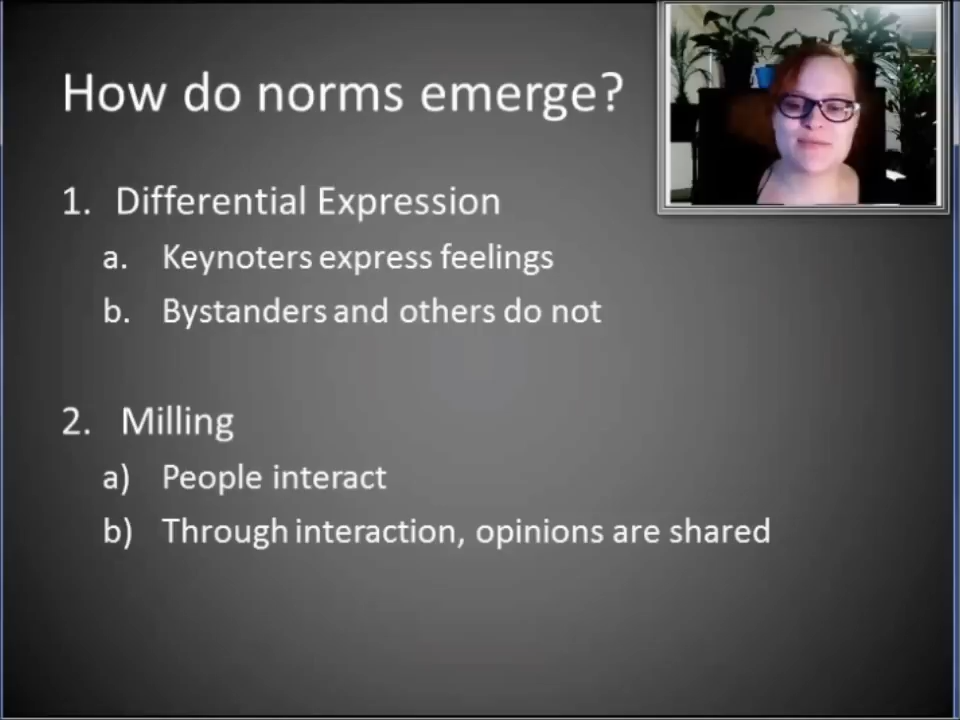 How do norms emerge?
1. Differential Expression
a. Keynoters express feelings
b. Bystanders and others do not
2. Milling
a) People interact
b) Through interaction, opinions are shared